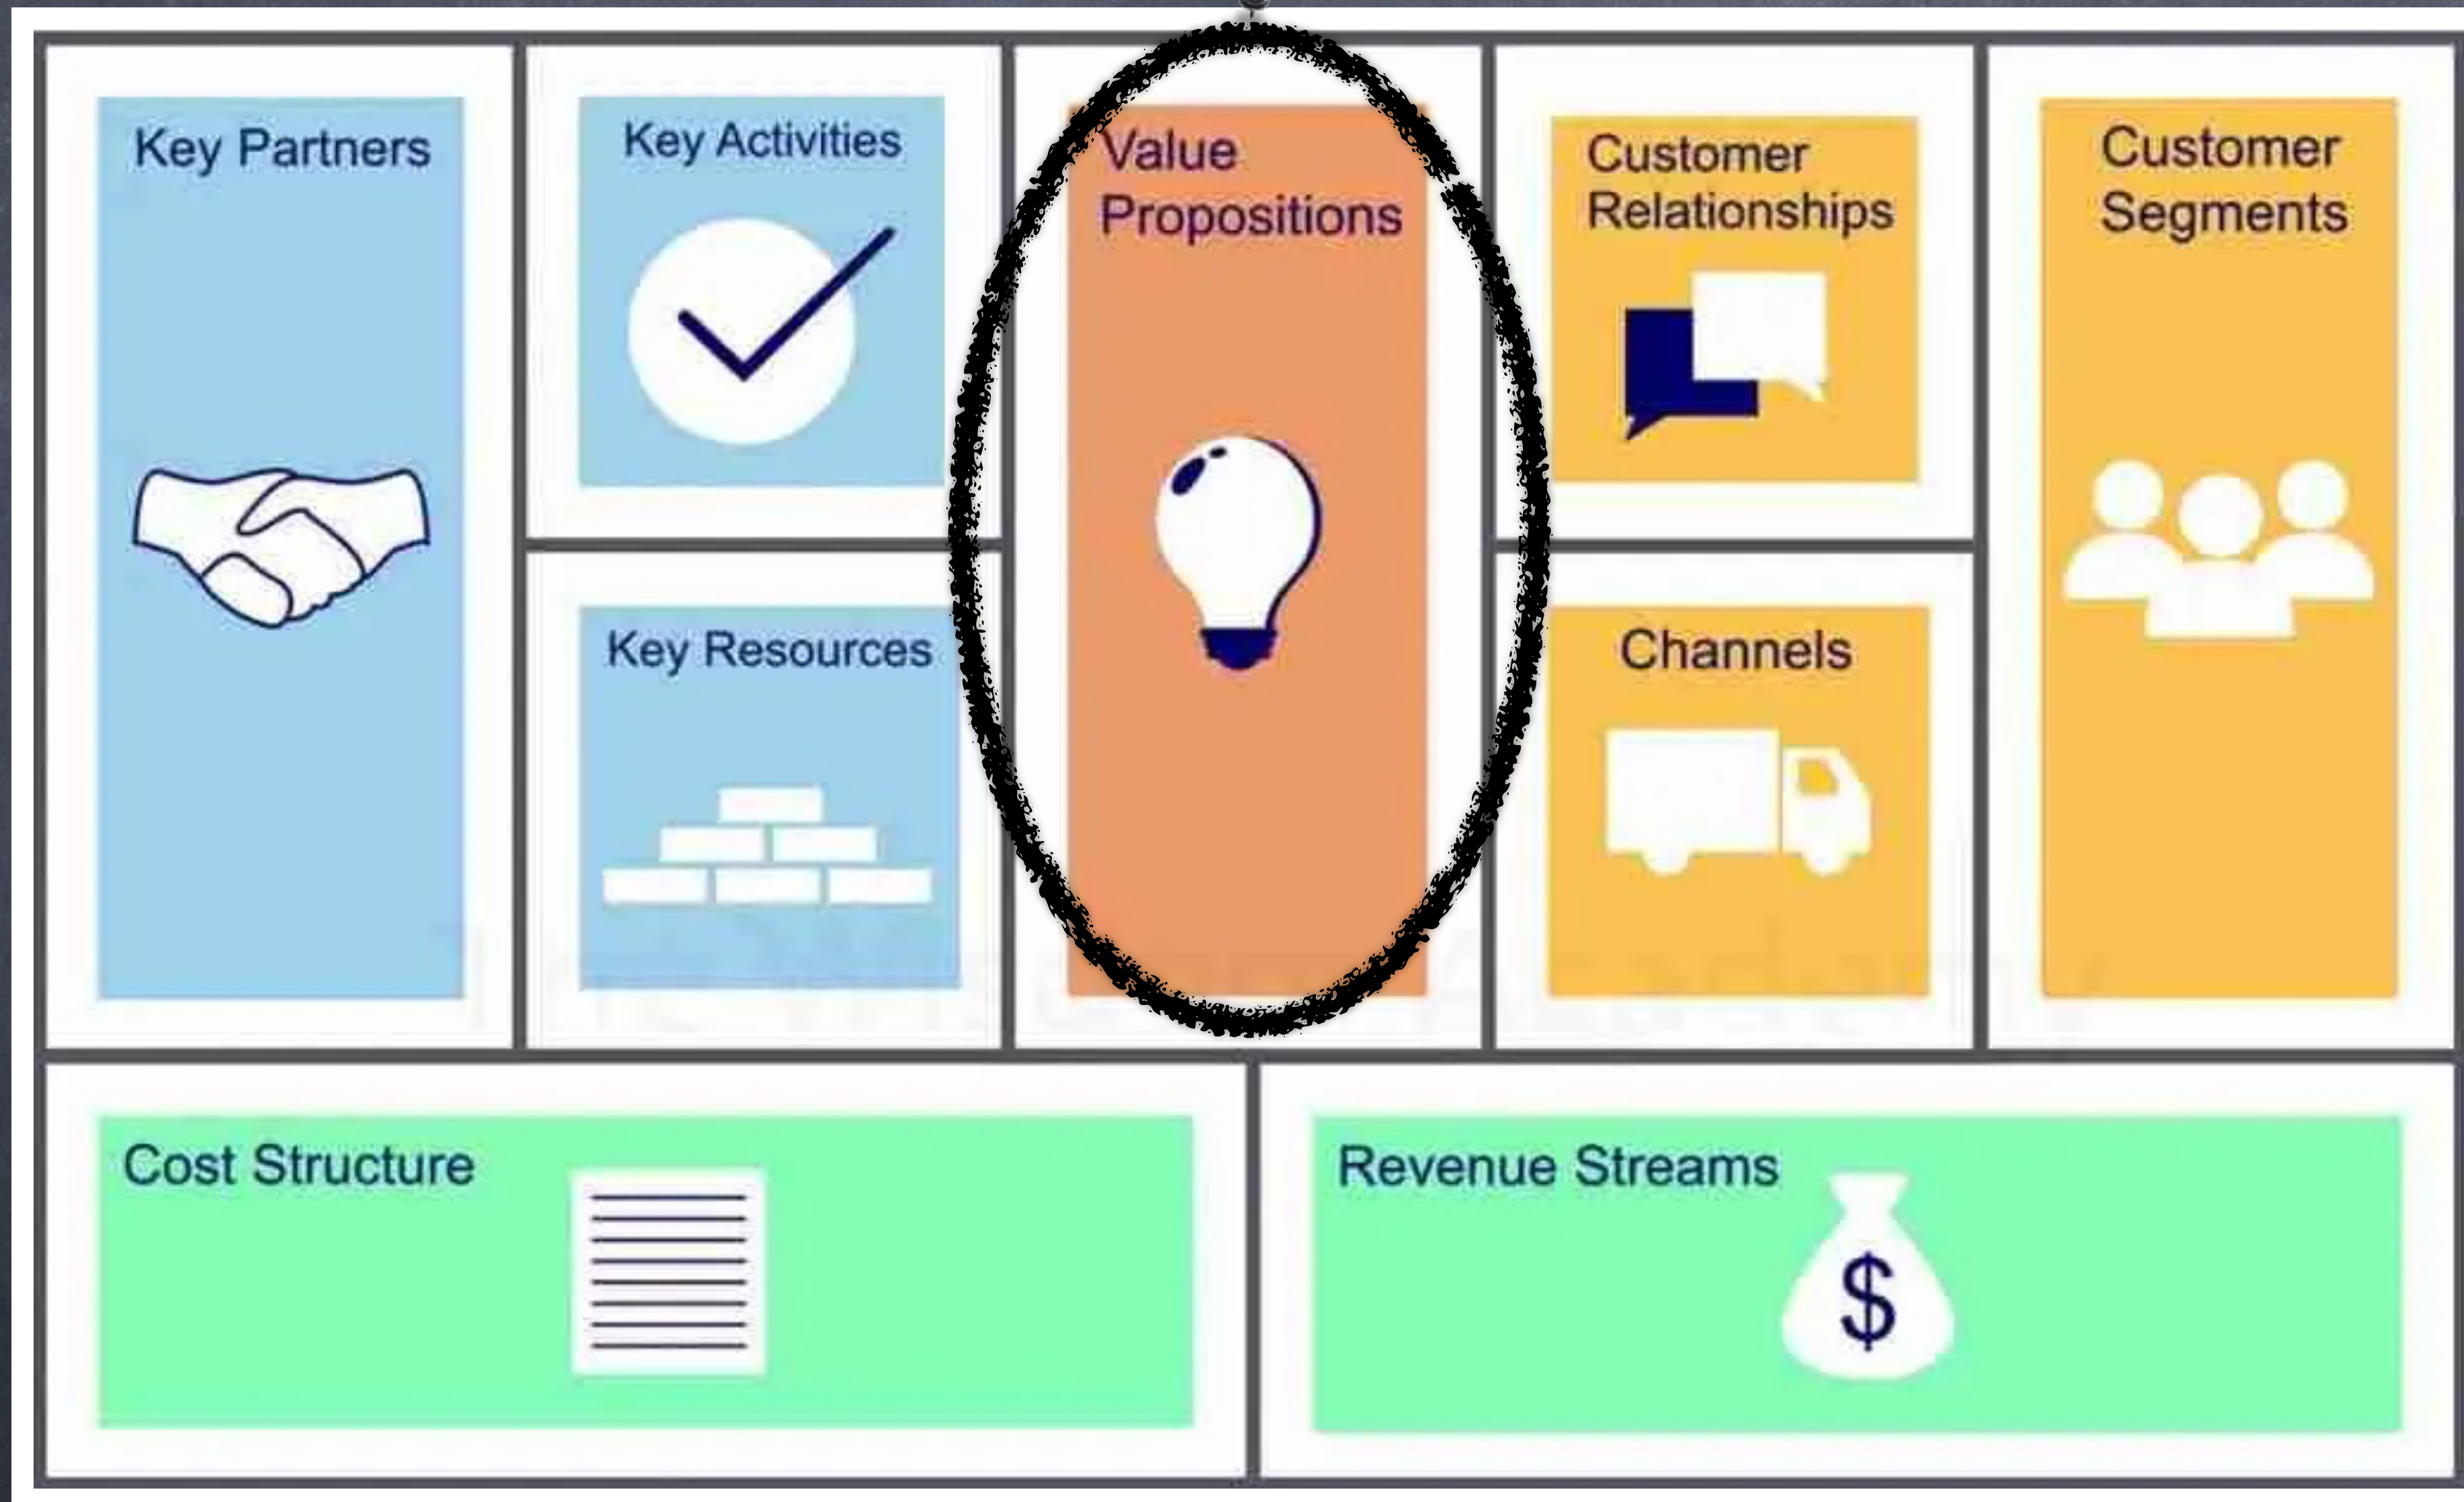 Key Partners
Key Activities
Key Resources
Value
Propositions
Customer
Relationships
Channels
Customer
Segments
Cost Structure
Revenue Streams
$